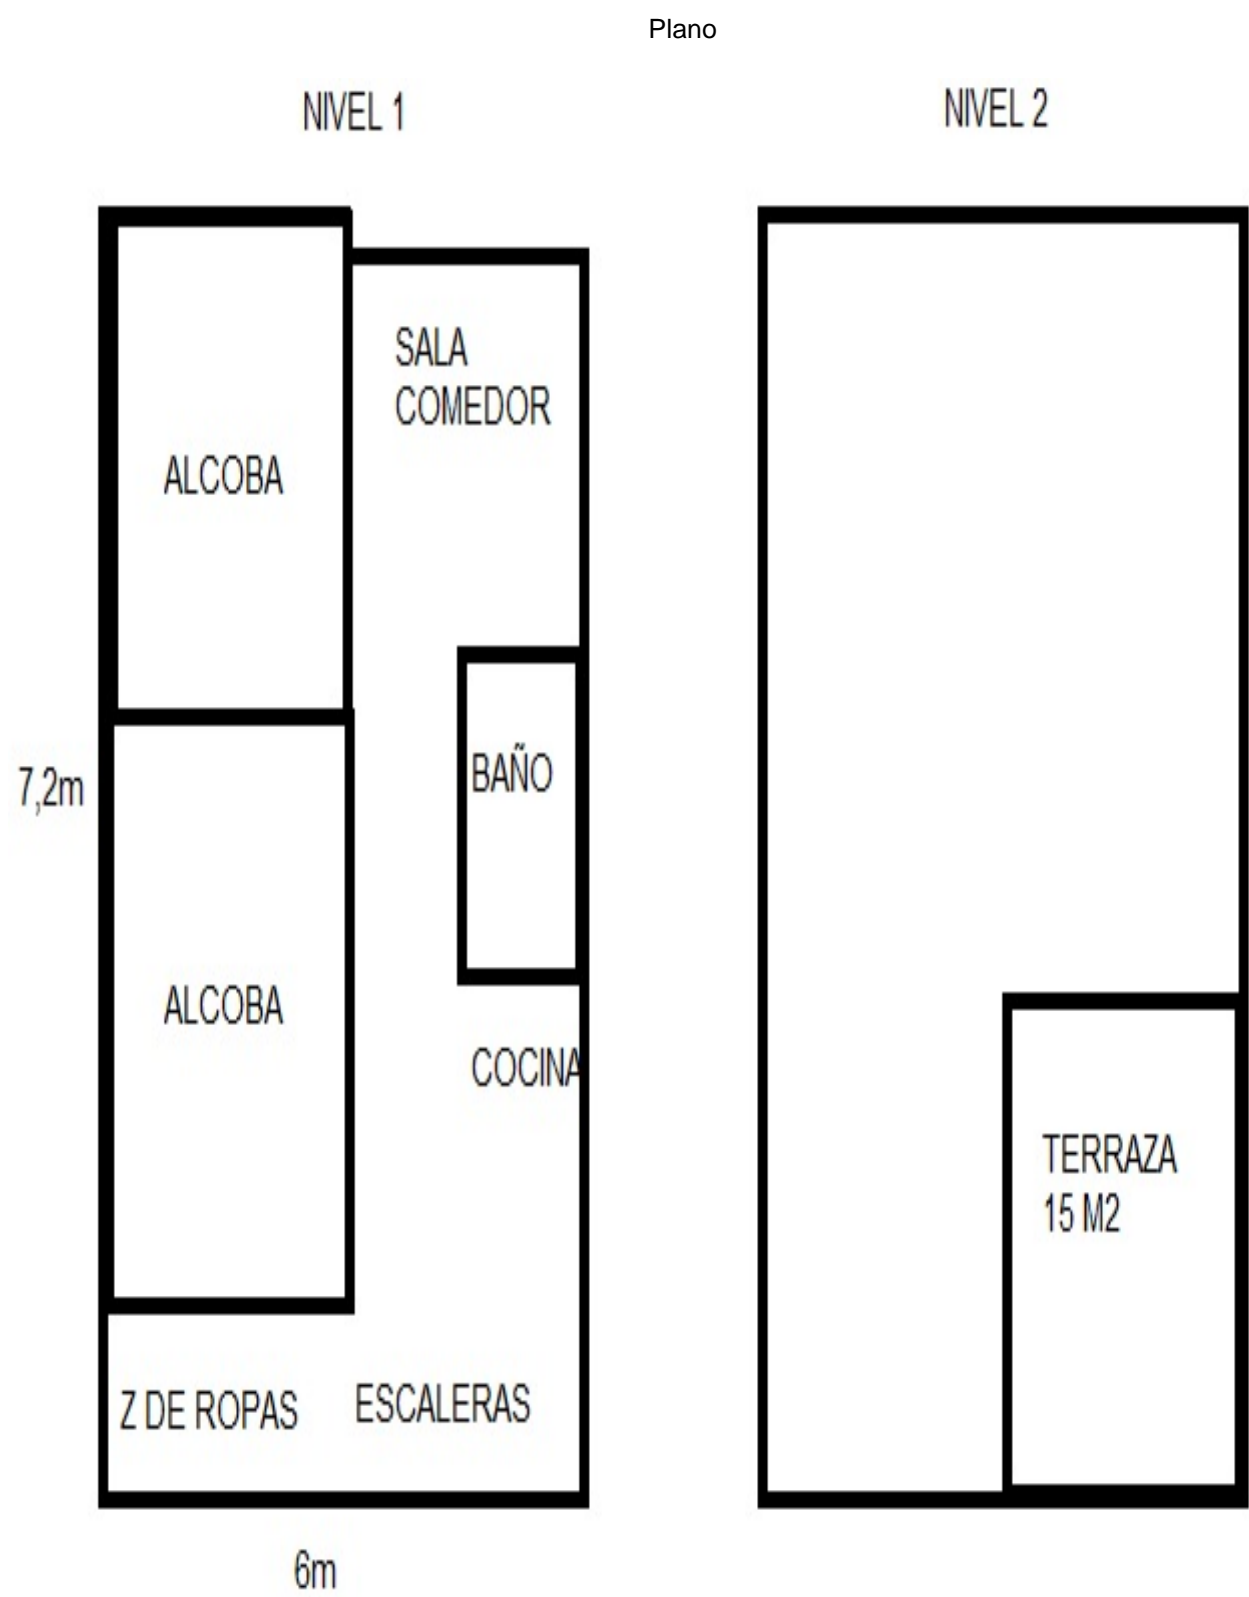 Plano
NIVEL 1
NIVEL 2
SALA
COMEDOR
ALCOBA
BAÑO
7,2m
ALCOBA
COCINA
TERRAZA
15 M2
Z DE ROPAS
ESCALERAS
6m